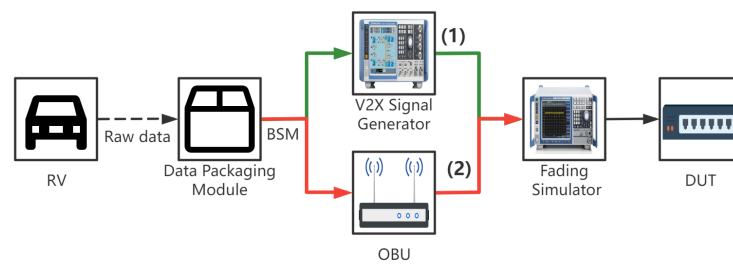 (1)
V2X Signal
Generator
Raw data
BSM
RV
Data Packaging
Module
(2)
OBU
Fading
Simulator
DUT